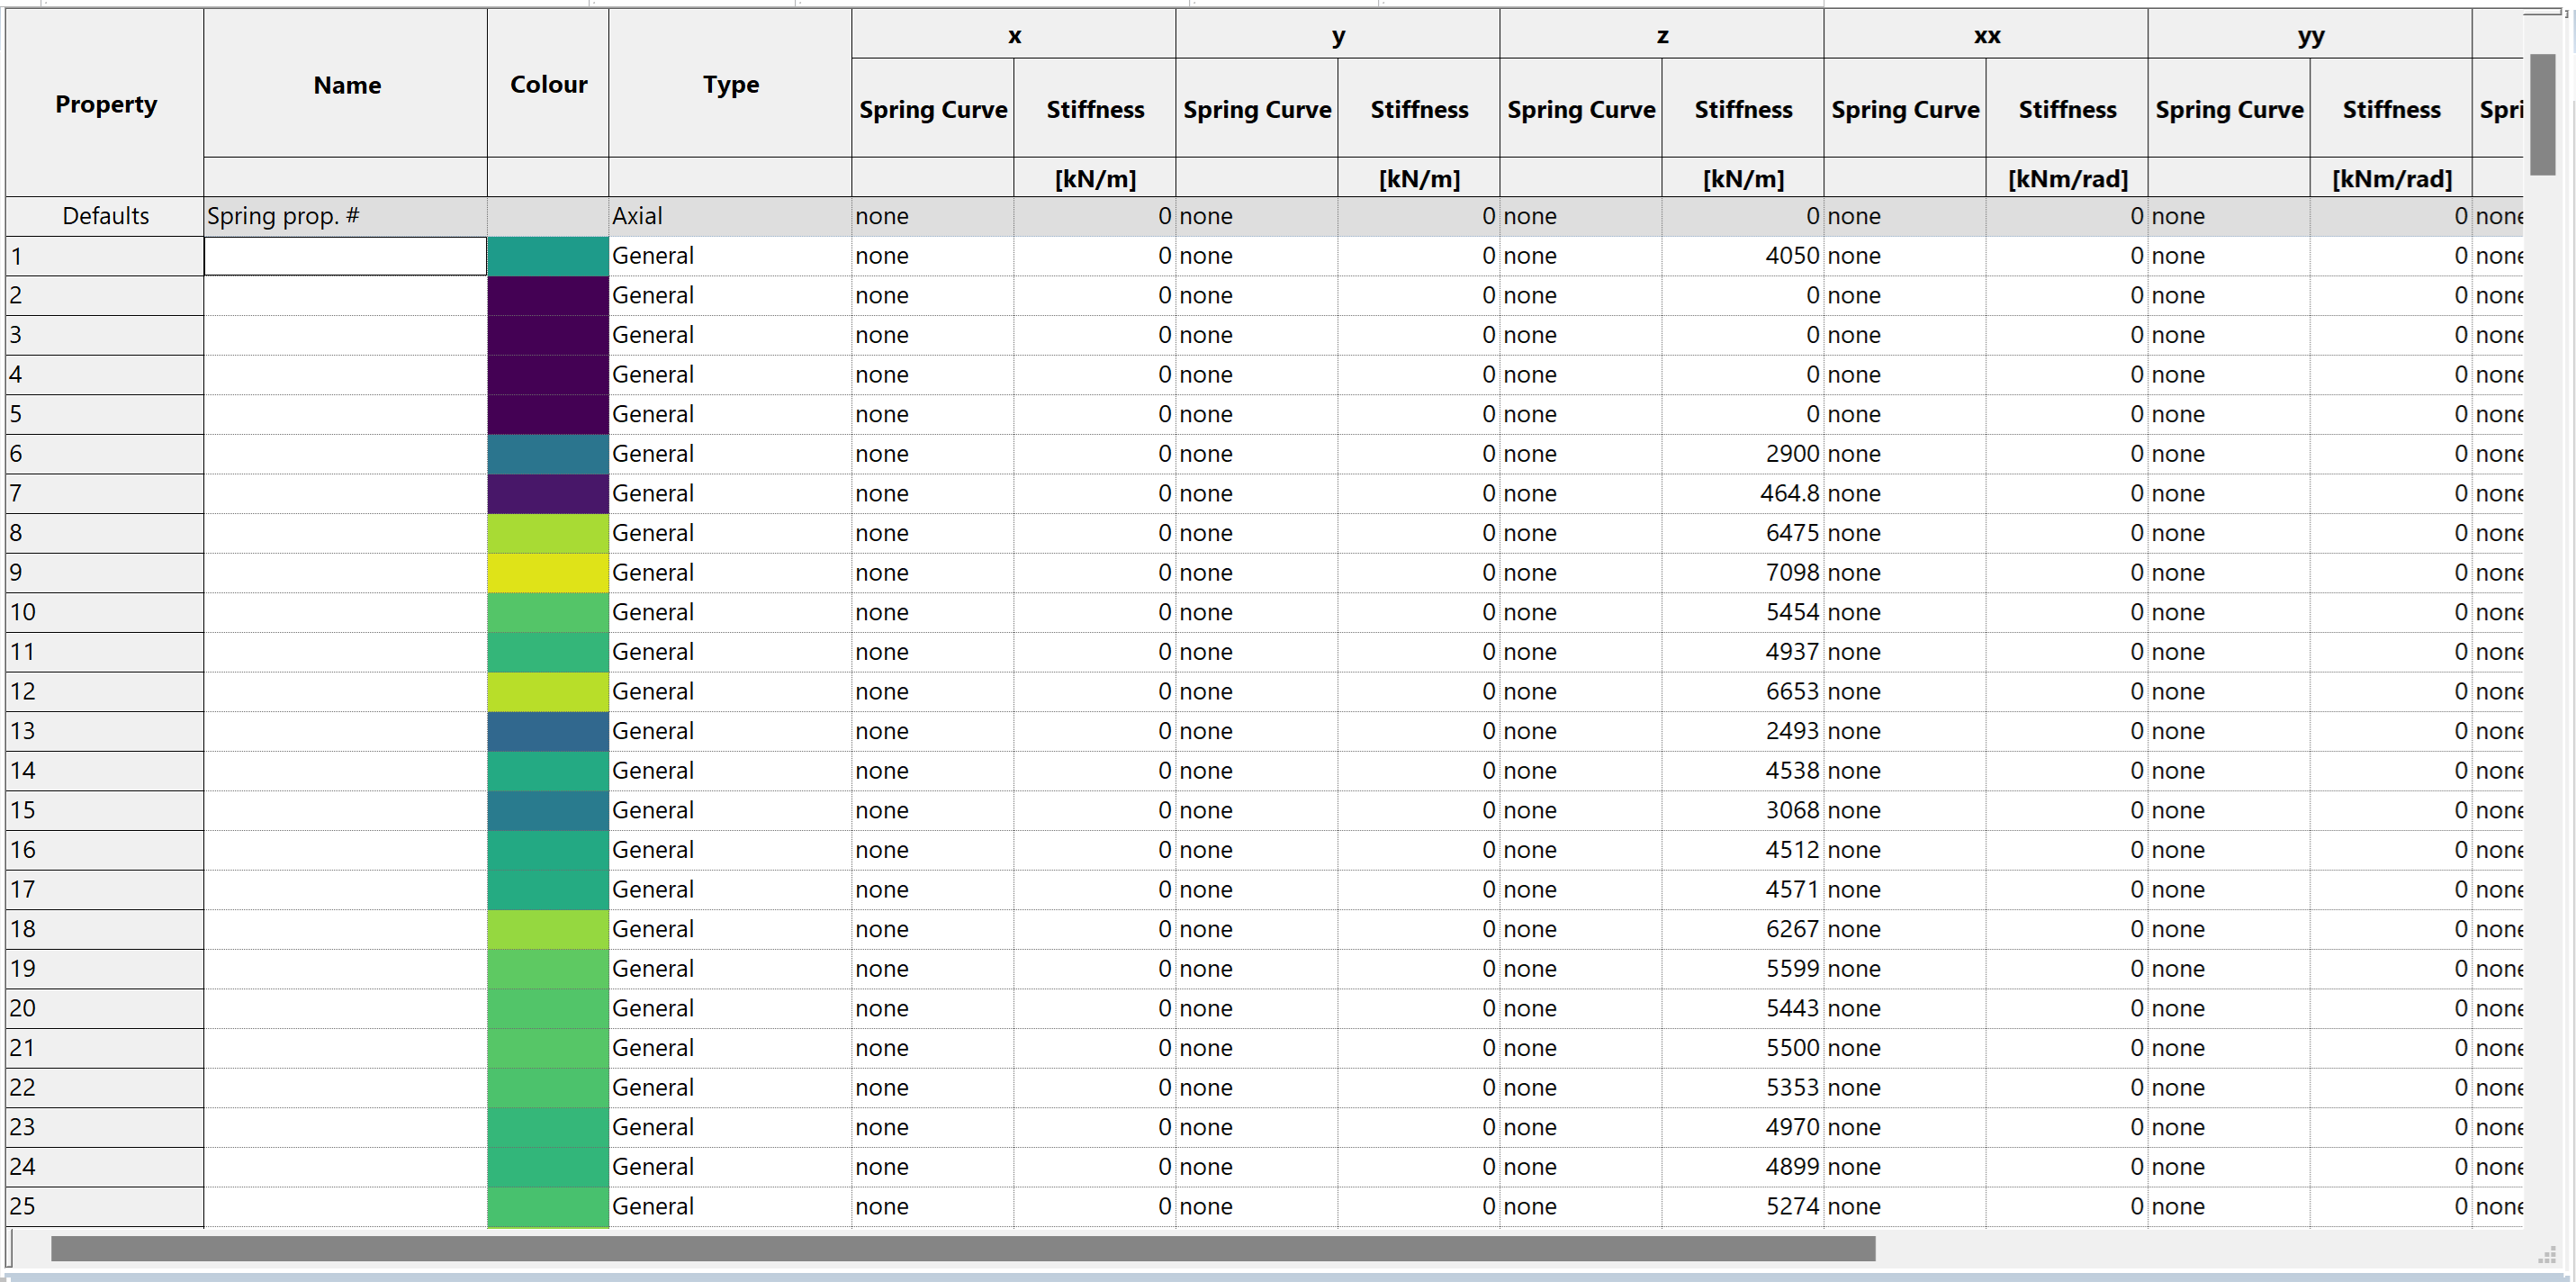 Property Name Colour Type x y z xx yy
Spring Curve Stiffness Spring Curve Stiffness Spring Curve Stiffness Spring Curve Stiffness Spring Curve Stiffness
[kN/m] [kN/m] [kN/m] [kNm/rad] [kNm/rad]
Defaults Spring prop. # Axial none 0 none 0 none 0 none 0 none 0 none
1 General none 0 none 0 none 4050 none 0 none 0 none
2 General none 0 none 0 none 0 none 0 none 0 none
3 General none 0 none 0 none 0 none 0 none 0 none
4 General none 0 none 0 none 0 none 0 none 0 none
5 General none 0 none 0 none 0 none 0 none 0 none
6 General none 0 none 0 none 2900 none 0 none 0 none
7 General none 0 none 0 none 464.8 none 0 none 0 none
8 General none 0 none 0 none 6475 none 0 none 0 none
9 General none 0 none 0 none 7098 none 0 none 0 none
10 General none 0 none 0 none 5454 none 0 none 0 none
11 General none 0 none 0 none 4937 none 0 none 0 none
12 General none 0 none 0 none 6653 none 0 none 0 none
13 General none 0 none 0 none 2493 none 0 none 0 none
14 General none 0 none 0 none 4538 none 0 none 0 none
15 General none 0 none 0 none 3068 none 0 none 0 none
16 General none 0 none 0 none 4512 none 0 none 0 none
17 General none 0 none 0 none 4571 none 0 none 0 none
18 General none 0 none 0 none 6267 none 0 none 0 none
19 General none 0 none 0 none 5599 none 0 none 0 none
20 General none 0 none 0 none 5443 none 0 none 0 none
21 General none 0 none 0 none 5500 none 0 none 0 none
22 General none 0 none 0 none 5353 none 0 none 0 none
23 General none 0 none 0 none 4970 none 0 none 0 none
24 General none 0 none 0 none 4899 none 0 none 0 none
25 General none 0 none 0 none 5274 none 0 none 0 none